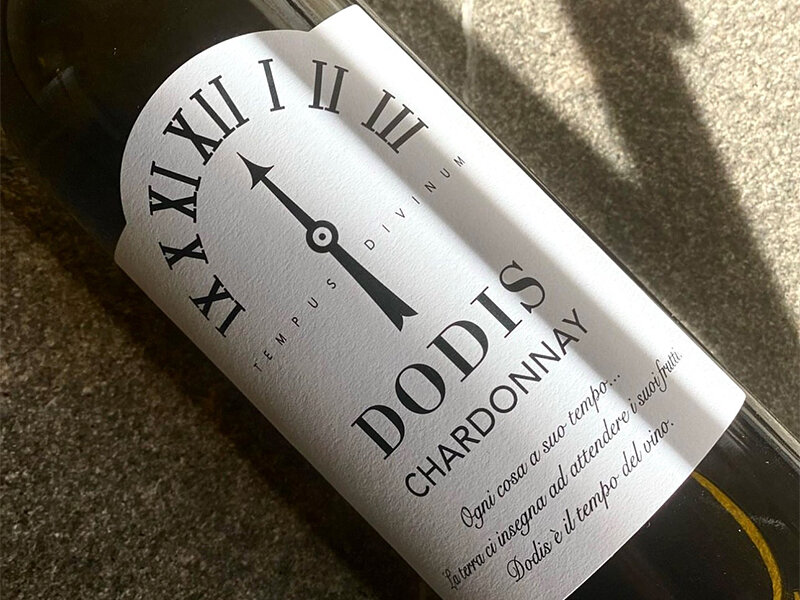 IX X XI XII I II III
TEMPUS DIVINUM
DODIS
CHARDONNAY
Ogni cosa a suo tempo...
La terra ci insegna ad attendere i suoi frutti.
Dodis è il tempo del vino.